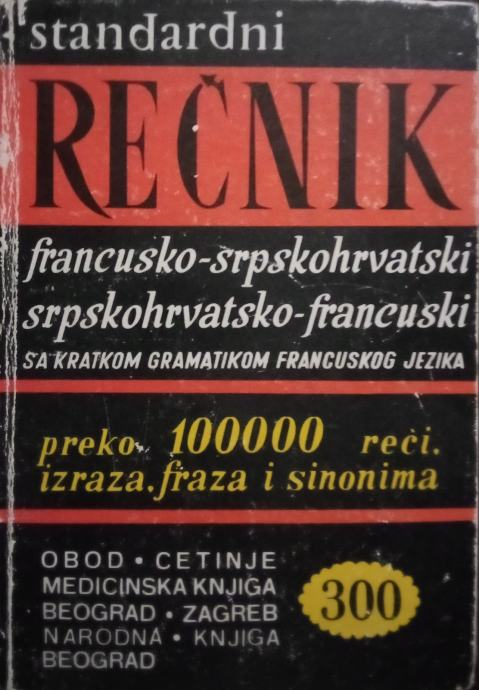 standardni
REČNIK
francusko-srpskohrvatski
srpskohrvatsko-francuski
SA KRATKOM GRAMATIKOM FRANCUSKOG JEZIKA
preko 100000 reči.
izraza.fraza i sinonima
OBOD • CETINJE
MEDICINSKA KNJIGA
BEOGRAD • ZAGREB
NARODNA • KNJIGA
BEOGRAD
300